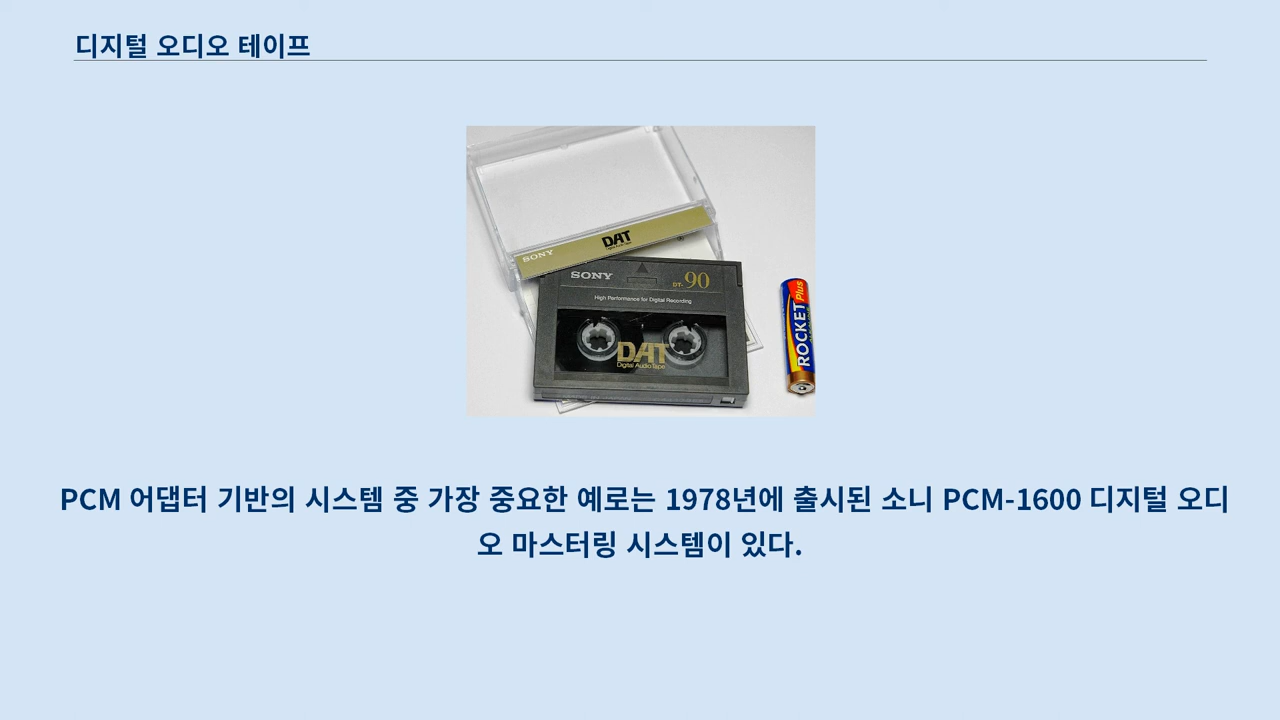 디지털 오디오 테이프
DAT
Digital Audio Tape
SONY
SONY
DT-90
High Performance for Digital Recording
DAT
Digital Audio Tape
ROCKET Plus
PCM 어댑터 기반의 시스템 중 가장 중요한 예로는 1978년에 출시된 소니 PCM-1600 디지털 오디
오 마스터링 시스템이 있다.